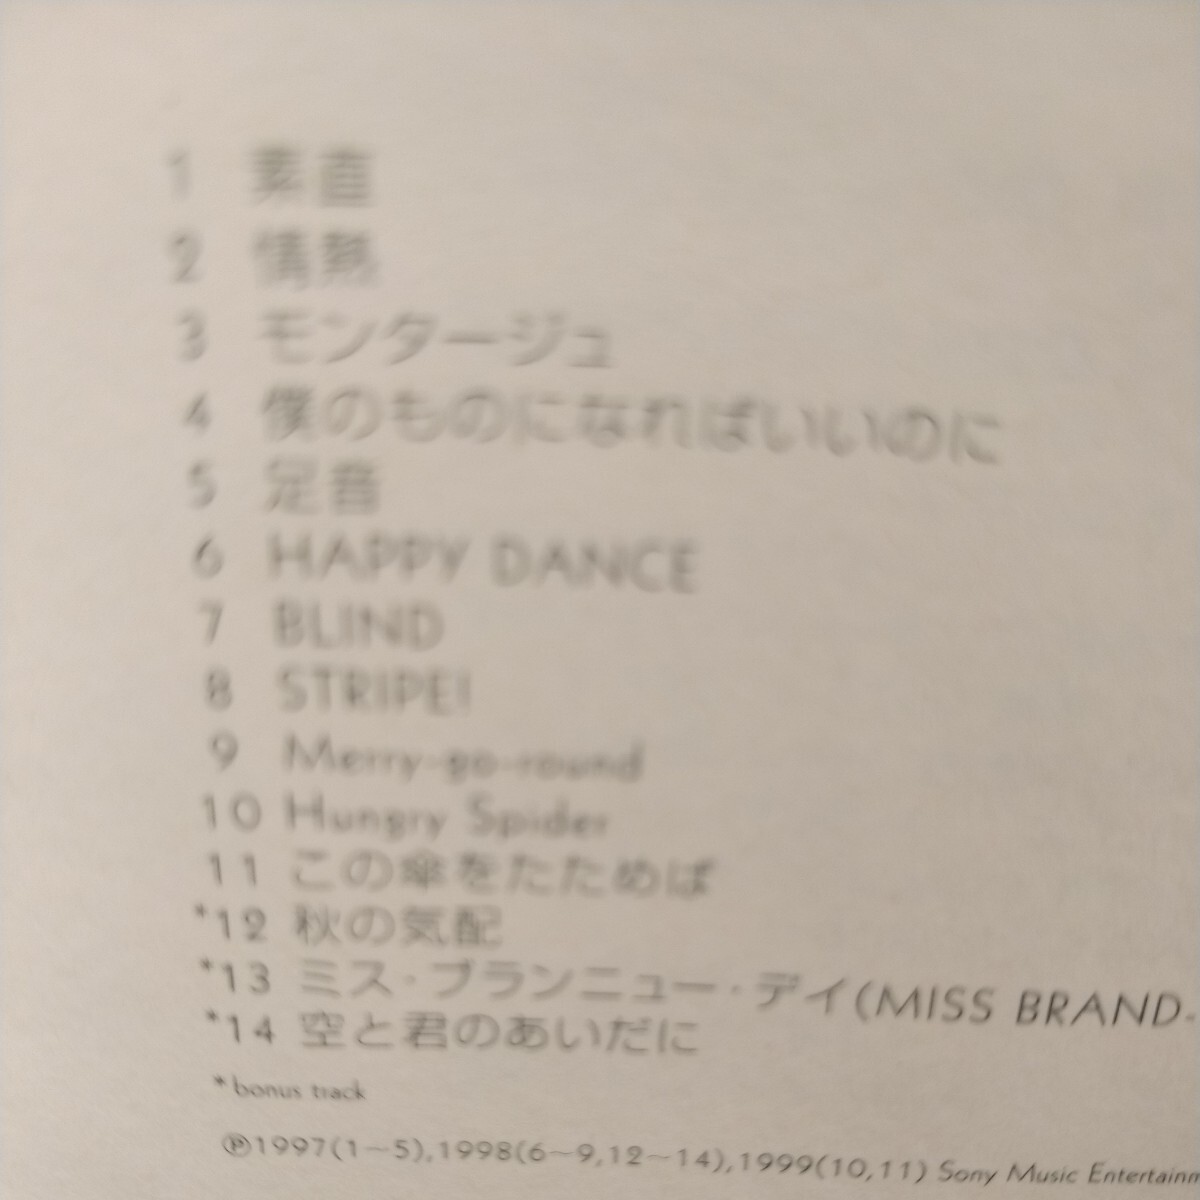 1 素直
2 情熱
3 モンタージュ
4 僕のものになればいいのに
5 足音
6 HAPPY DANCE
7 BLIND
8 STRIPE!
9 Merry-go-round
10 Hungry Spider
11 この傘をたためば
*12 秋の気配
*13 ミス・ブランニュー・デイ(MISS BRAND-
*14 空と君のあいだに
*bonus track
℗1997(1～5),1998(6～9,12～14),1999(10,11) Sony Music Entertainm